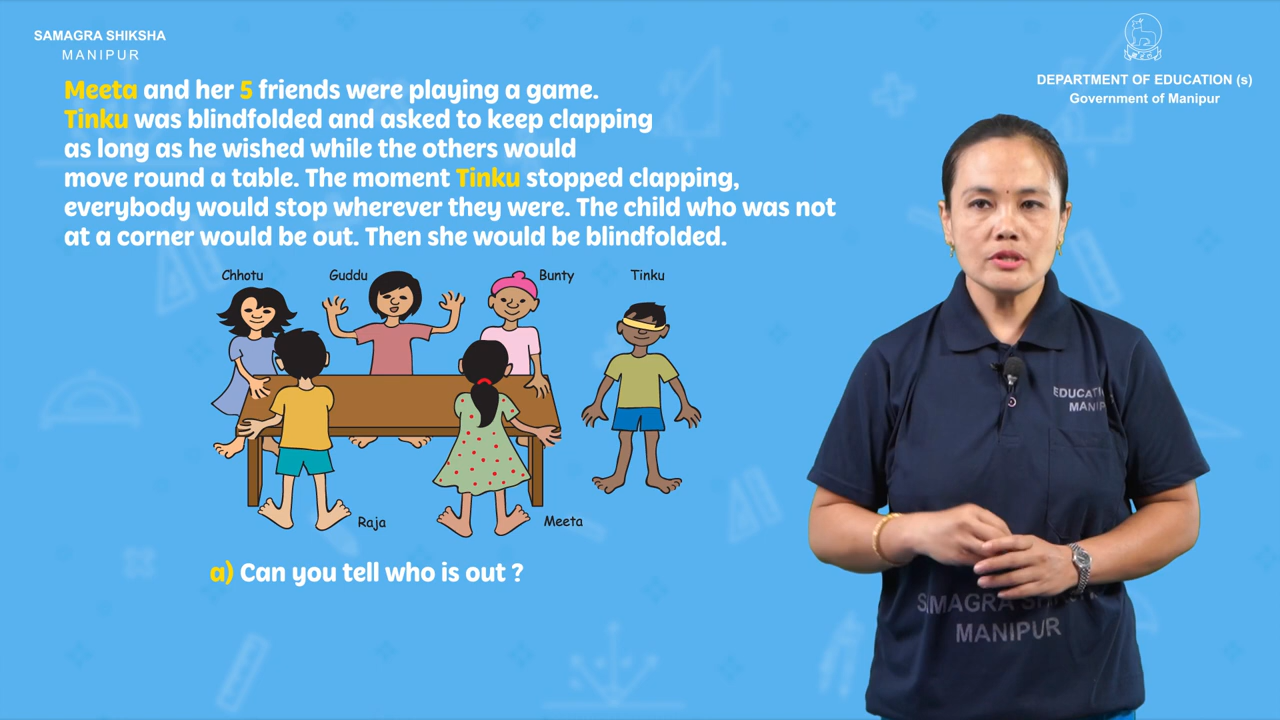 SAMAGRA SHIKSHA
MANIPUR
DEPARTMENT OF EDUCATION (s)
Government of Manipur
Meeta and her 5 friends were playing a game.
Tinku was blindfolded and asked to keep clapping
as long as he wished while the others would
move round a table. The moment Tinku stopped clapping,
everybody would stop wherever they were. The child who was not
at a corner would be out. Then she would be blindfolded.
Chhotu
Guddu
Bunty
Tinku
Raja
Meeta
a) Can you tell who is out ?
MANIPUR